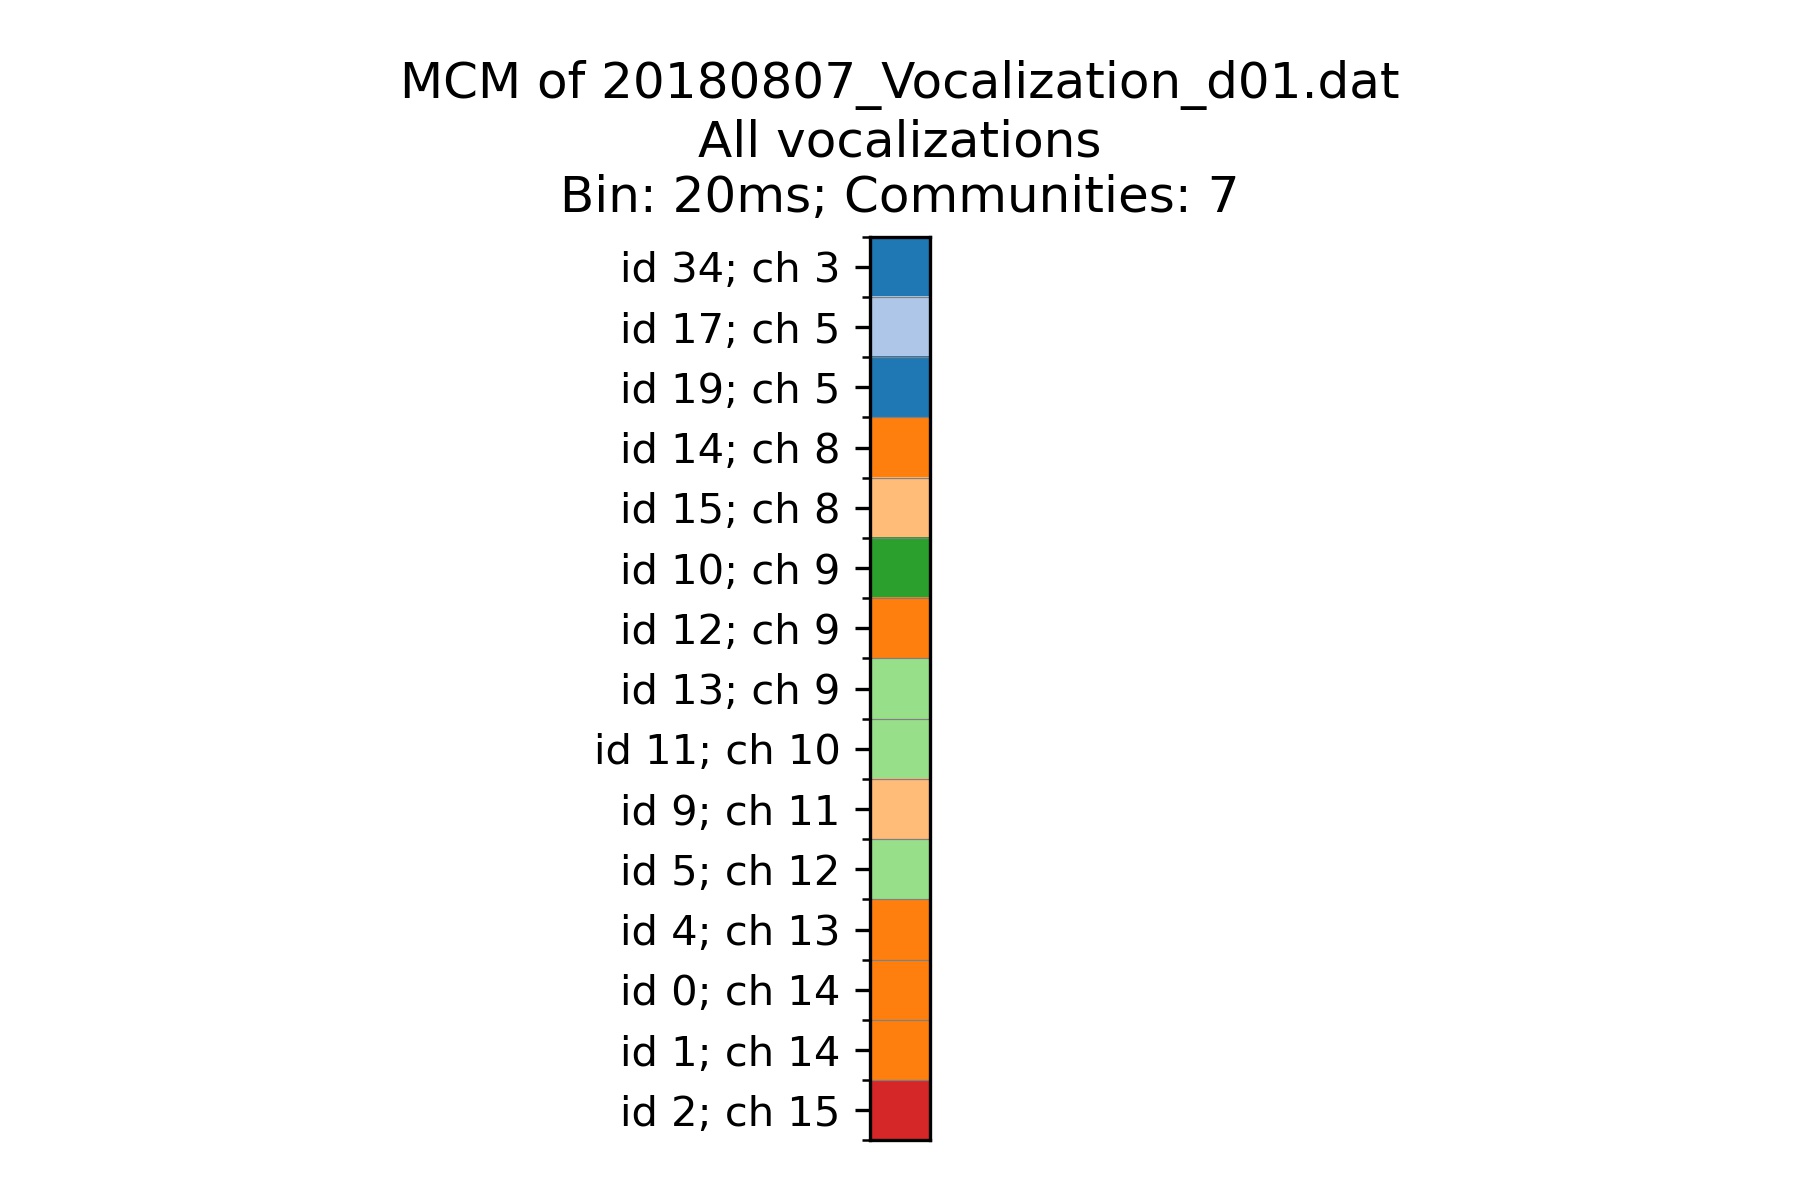 MCM of 20180807_Vocalization_d01.dat
All vocalizations
Bin: 20ms; Communities: 7
id 34; ch 3
id 17; ch 5
id 19; ch 5
id 14; ch 8
id 15; ch 8
id 10; ch 9
id 12; ch 9
id 13; ch 9
id 11; ch 10
id 9; ch 11
id 5; ch 12
id 4; ch 13
id 0; ch 14
id 1; ch 14
id 2; ch 15